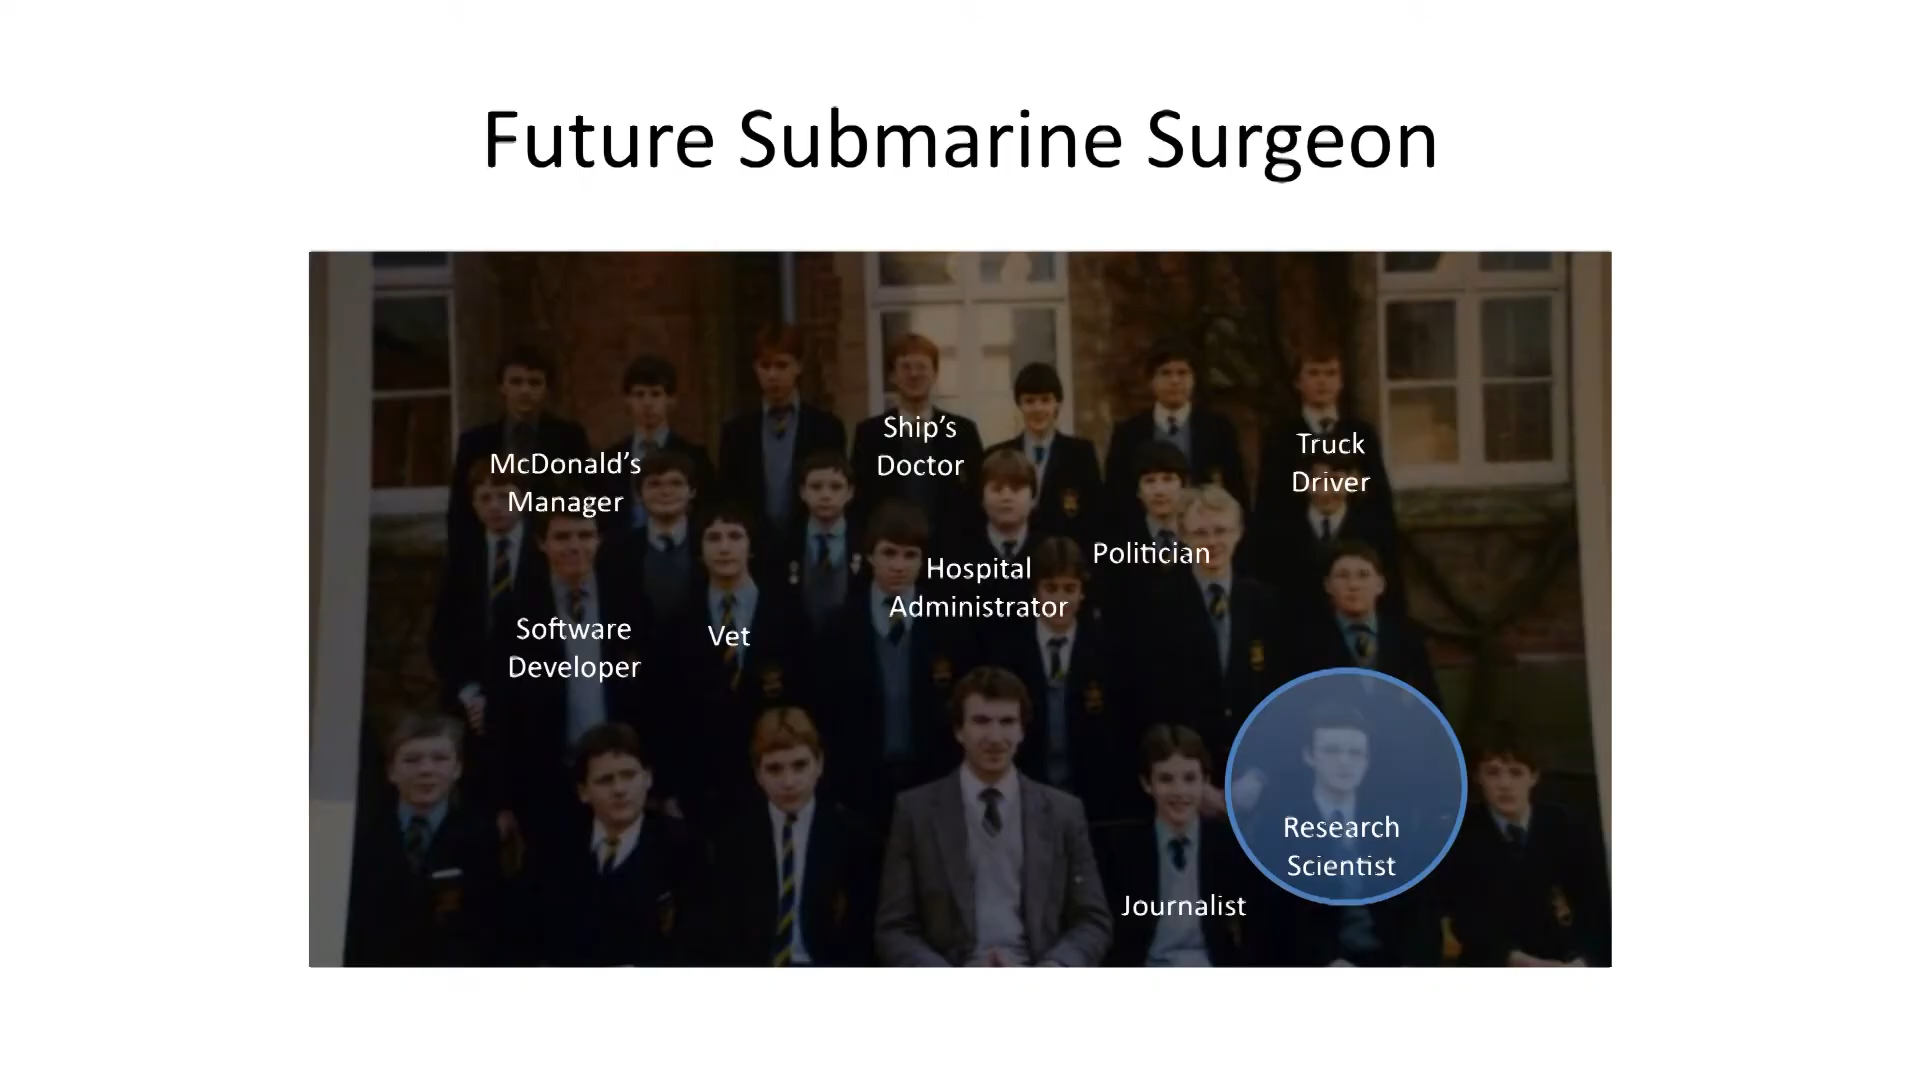 Future Submarine Surgeon
Ship’s
Doctor
Truck
Driver
McDonald’s
Manager
Politician
Hospital
Administrator
Software
Developer
Vet
Research
Scientist
Journalist